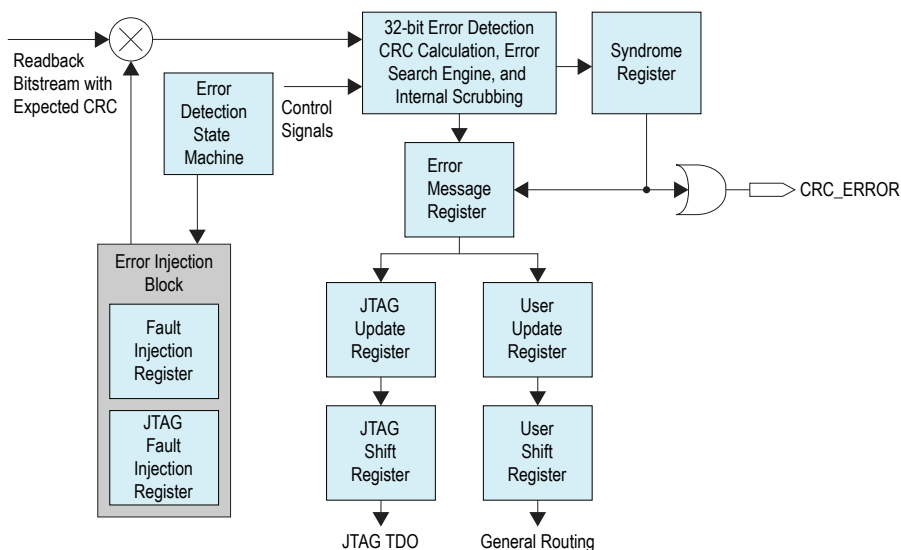 Readback
Bitstream with
Expected CRC
Error
Detection
State
Machine
Control
Signals
32-bit Error Detection
CRC Calculation, Error
Search Engine, and
Internal Scrubbing
Syndrome
Register
Error
Message
Register
CRC_ERROR
Error Injection
Block
Fault
Injection
Register
JTAG
Fault
Injection
Register
JTAG
Update
Register
User
Update
Register
JTAG
Shift
Register
User
Shift
Register
JTAG TDO
General Routing